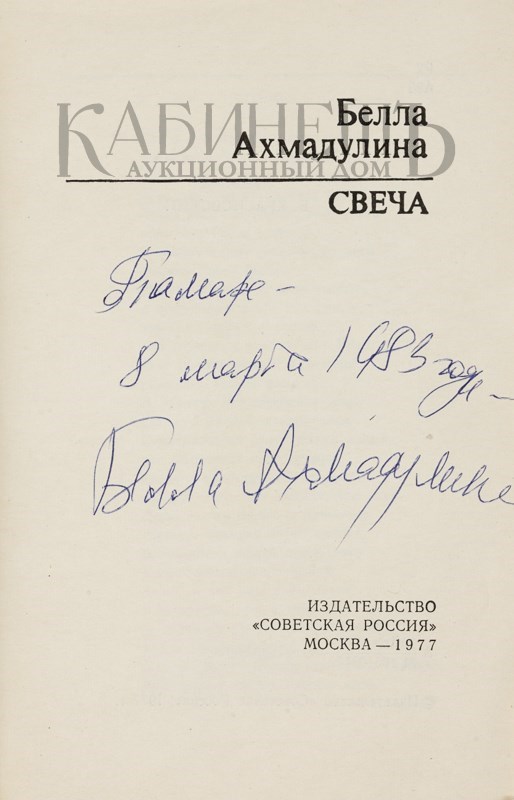 КАБИНЕТЪ
АУКЦИОННЫЙ ДОМ
Белла
Ахмадулина
СВЕЧА
Тамаре –
8 марта 1983 года –
Белла Ахмадулина
ИЗДАТЕЛЬСТВО
«СОВЕТСКАЯ РОССИЯ»
МОСКВА — 1977